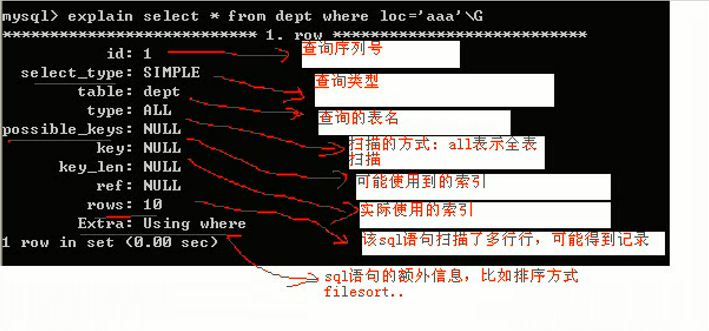 mysql> explain select * from dept where loc='aaa'\G
*************************** 1. row ***************************
id: 1
查询序列号
select_type: SIMPLE
查询类型
table: dept
查询的表名
type: ALL
扫描的方式: all表示全表
扫描
possible_keys: NULL
可能使用到的索引
key: NULL
实际使用的索引
key_len: NULL
ref: NULL
rows: 10
该sql语句扫描了多行行，可能得到记录
Extra: Using where
1 row in set (0.00 sec)
sql语句的额外信息，比如排序方式
filesort..